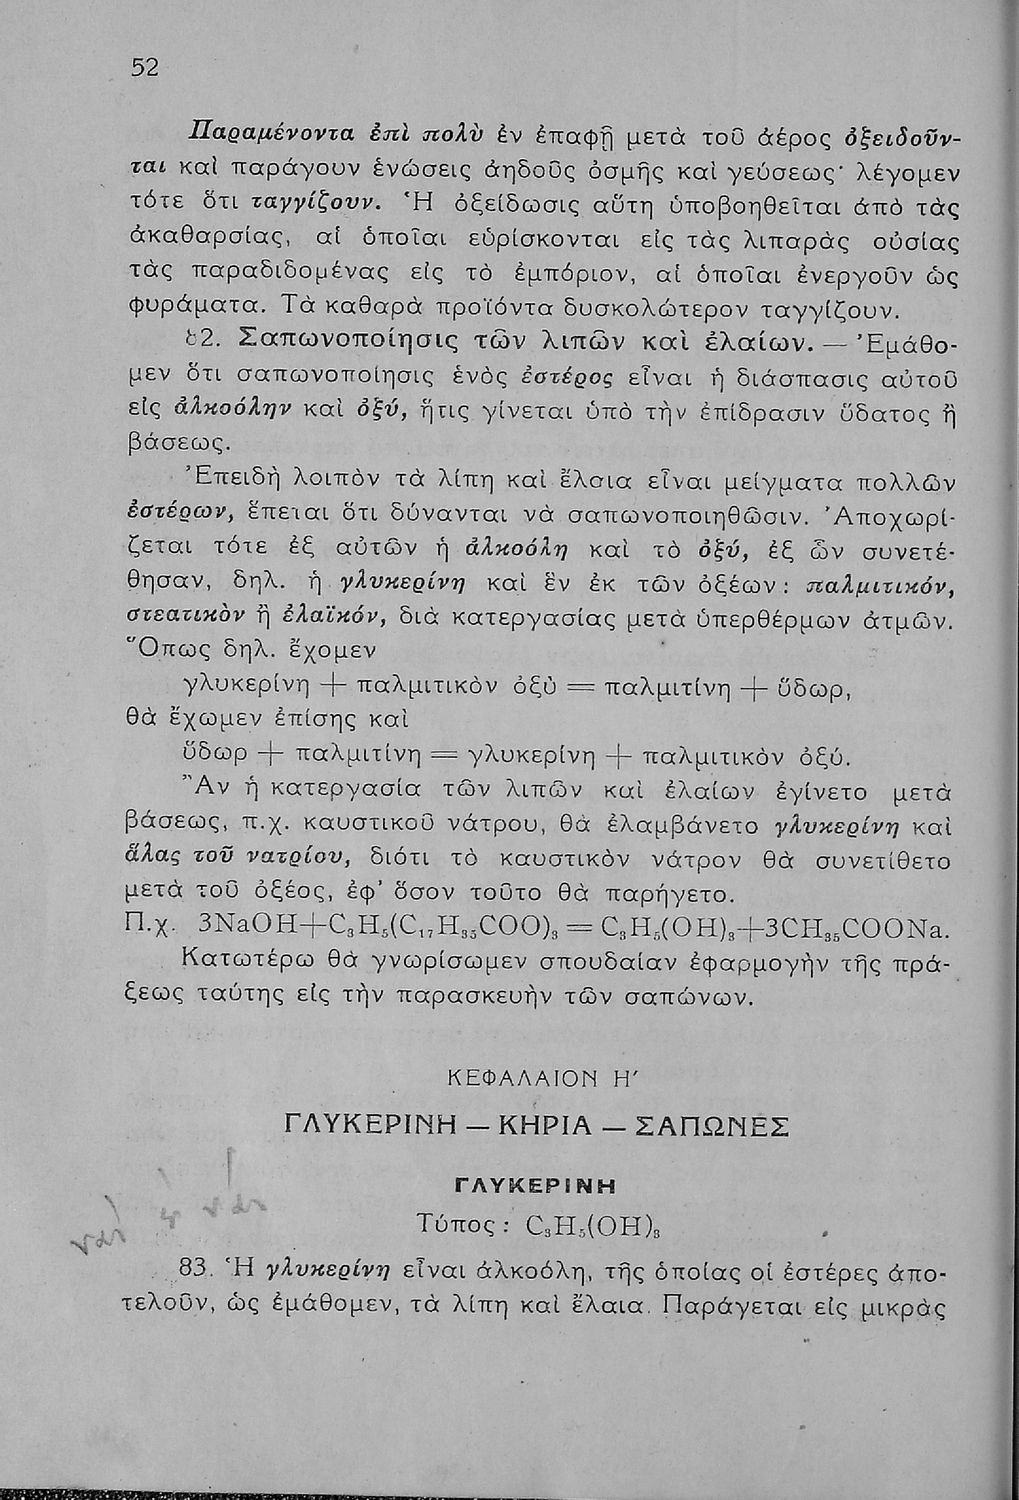 52
Παραμένοντα ἐπὶ πολὺ ἐν ἐπαφῇ μετὰ τοῦ ἀέρος ὀξειδοῦν-
ται καὶ παράγουν ἑνώσεις ἀηδοῦς ὀσμῆς καὶ γεύσεως· λέγομεν
τότε ὅτι ταγγίζουν. Ἡ ὀξείδωσις αὕτη ὑποβοηθεῖται ἀπὸ τὰς
ἀκαθαρσίας, αἱ ὁποῖαι εὑρίσκονται εἰς τὰς λιπαρὰς οὐσίας
τὰς παραδιδομένας εἰς τὸ ἐμπόριον, αἱ ὁποῖαι ἐνεργοῦν ὡς
φυράματα. Τὰ καθαρὰ προϊόντα δυσκολώτερον ταγγίζουν.
82. Σαπωνοποίησις τῶν λιπῶν καὶ ἐλαίων. — Ἐμάθο-
μεν ὅτι σαπωνοποίησις ἑνὸς ἐστέρος εἶναι ἡ διάσπασις αὐτοῦ
εἰς ἀλκοόλην καὶ ὀξύ, ἥτις γίνεται ὑπὸ τὴν ἐπίδρασιν ὕδατος ἢ
βάσεως.
Ἐπειδὴ λοιπὸν τὰ λίπη καὶ ἔλαια εἶναι μείγματα πολλῶν
ἐστέρων, ἕπεται ὅτι δύνανται νὰ σαπωνοποιηθῶσιν. Ἀποχωρί-
ζεται τότε ἐξ αὐτῶν ἡ ἀλκοόλη καὶ τὸ ὀξύ, ἐξ ὧν συνετέ-
θησαν, δηλ. ἡ γλυκερίνη καὶ ἓν ἐκ τῶν ὀξέων: παλμιτικόν,
στεατικὸν ἢ ἐλαϊκόν, διὰ κατεργασίας μετὰ ὑπερθέρμων ἀτμῶν.
Ὅπως δηλ. ἔχομεν
γλυκερίνη + παλμιτικὸν ὀξὺ = παλμιτίνη + ὕδωρ,
θὰ ἔχωμεν ἐπίσης καὶ
ὕδωρ + παλμιτίνη = γλυκερίνη + παλμιτικὸν ὀξύ.
Ἂν ἡ κατεργασία τῶν λιπῶν καὶ ἐλαίων ἐγίνετο μετὰ
βάσεως, π.χ. καυστικοῦ νάτρου, θὰ ἐλαμβάνετο γλυκερίνη καὶ
ἅλας τοῦ νατρίου, διότι τὸ καυστικὸν νάτρον θὰ συνετίθετο
μετὰ τοῦ ὀξέος, ἐφ' ὅσον τοῦτο θὰ παρήγετο.
Π.χ. 3NaOH+C₃H₅(C₁₇H₃₅COO)₃ = C₃H₅(OH)₃+3CH₃₅COONa.
Κατωτέρω θὰ γνωρίσωμεν σπουδαίαν ἐφαρμογὴν τῆς πρά-
ξεως ταύτης εἰς τὴν παρασκευὴν τῶν σαπώνων.
ΚΕΦΑΛΑΙΟΝ Η′
ΓΛΥΚΕΡΙΝΗ — ΚΗΡΙΑ — ΣΑΠΩΝΕΣ
ΓΛΥΚΕΡΙΝΗ
Τύπος : C₃H₅(OH)₃
83. Ἡ γλυκερίνη εἶναι ἀλκοόλη, τῆς ὁποίας οἱ ἐστέρες ἀπο-
τελοῦν, ὡς ἐμάθομεν, τὰ λίπη καὶ ἔλαια. Παράγεται εἰς μικρὰς